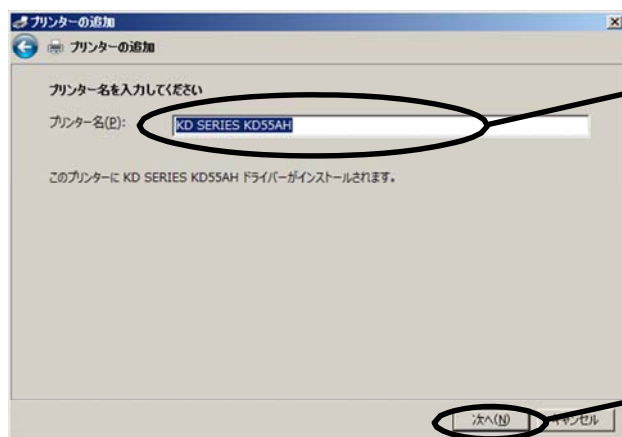 プリンターの追加
プリンターの追加
プリンター名を入力してください
プリンター名(P):
KD SERIES KD55AH
このプリンターに KD SERIES KD55AH ドライバーがインストールされます。
次へ(N)
キャンセル